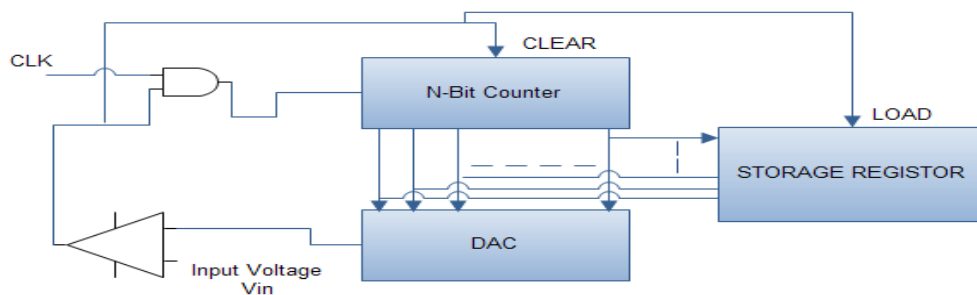 CLEAR
CLK
N-Bit Counter
LOAD
STORAGE REGISTOR
DAC
Input Voltage
Vin